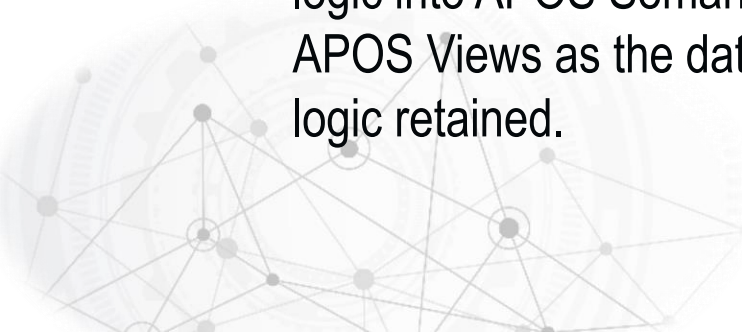 logic into APOS Seman
APOS Views as the dat
logic retained.